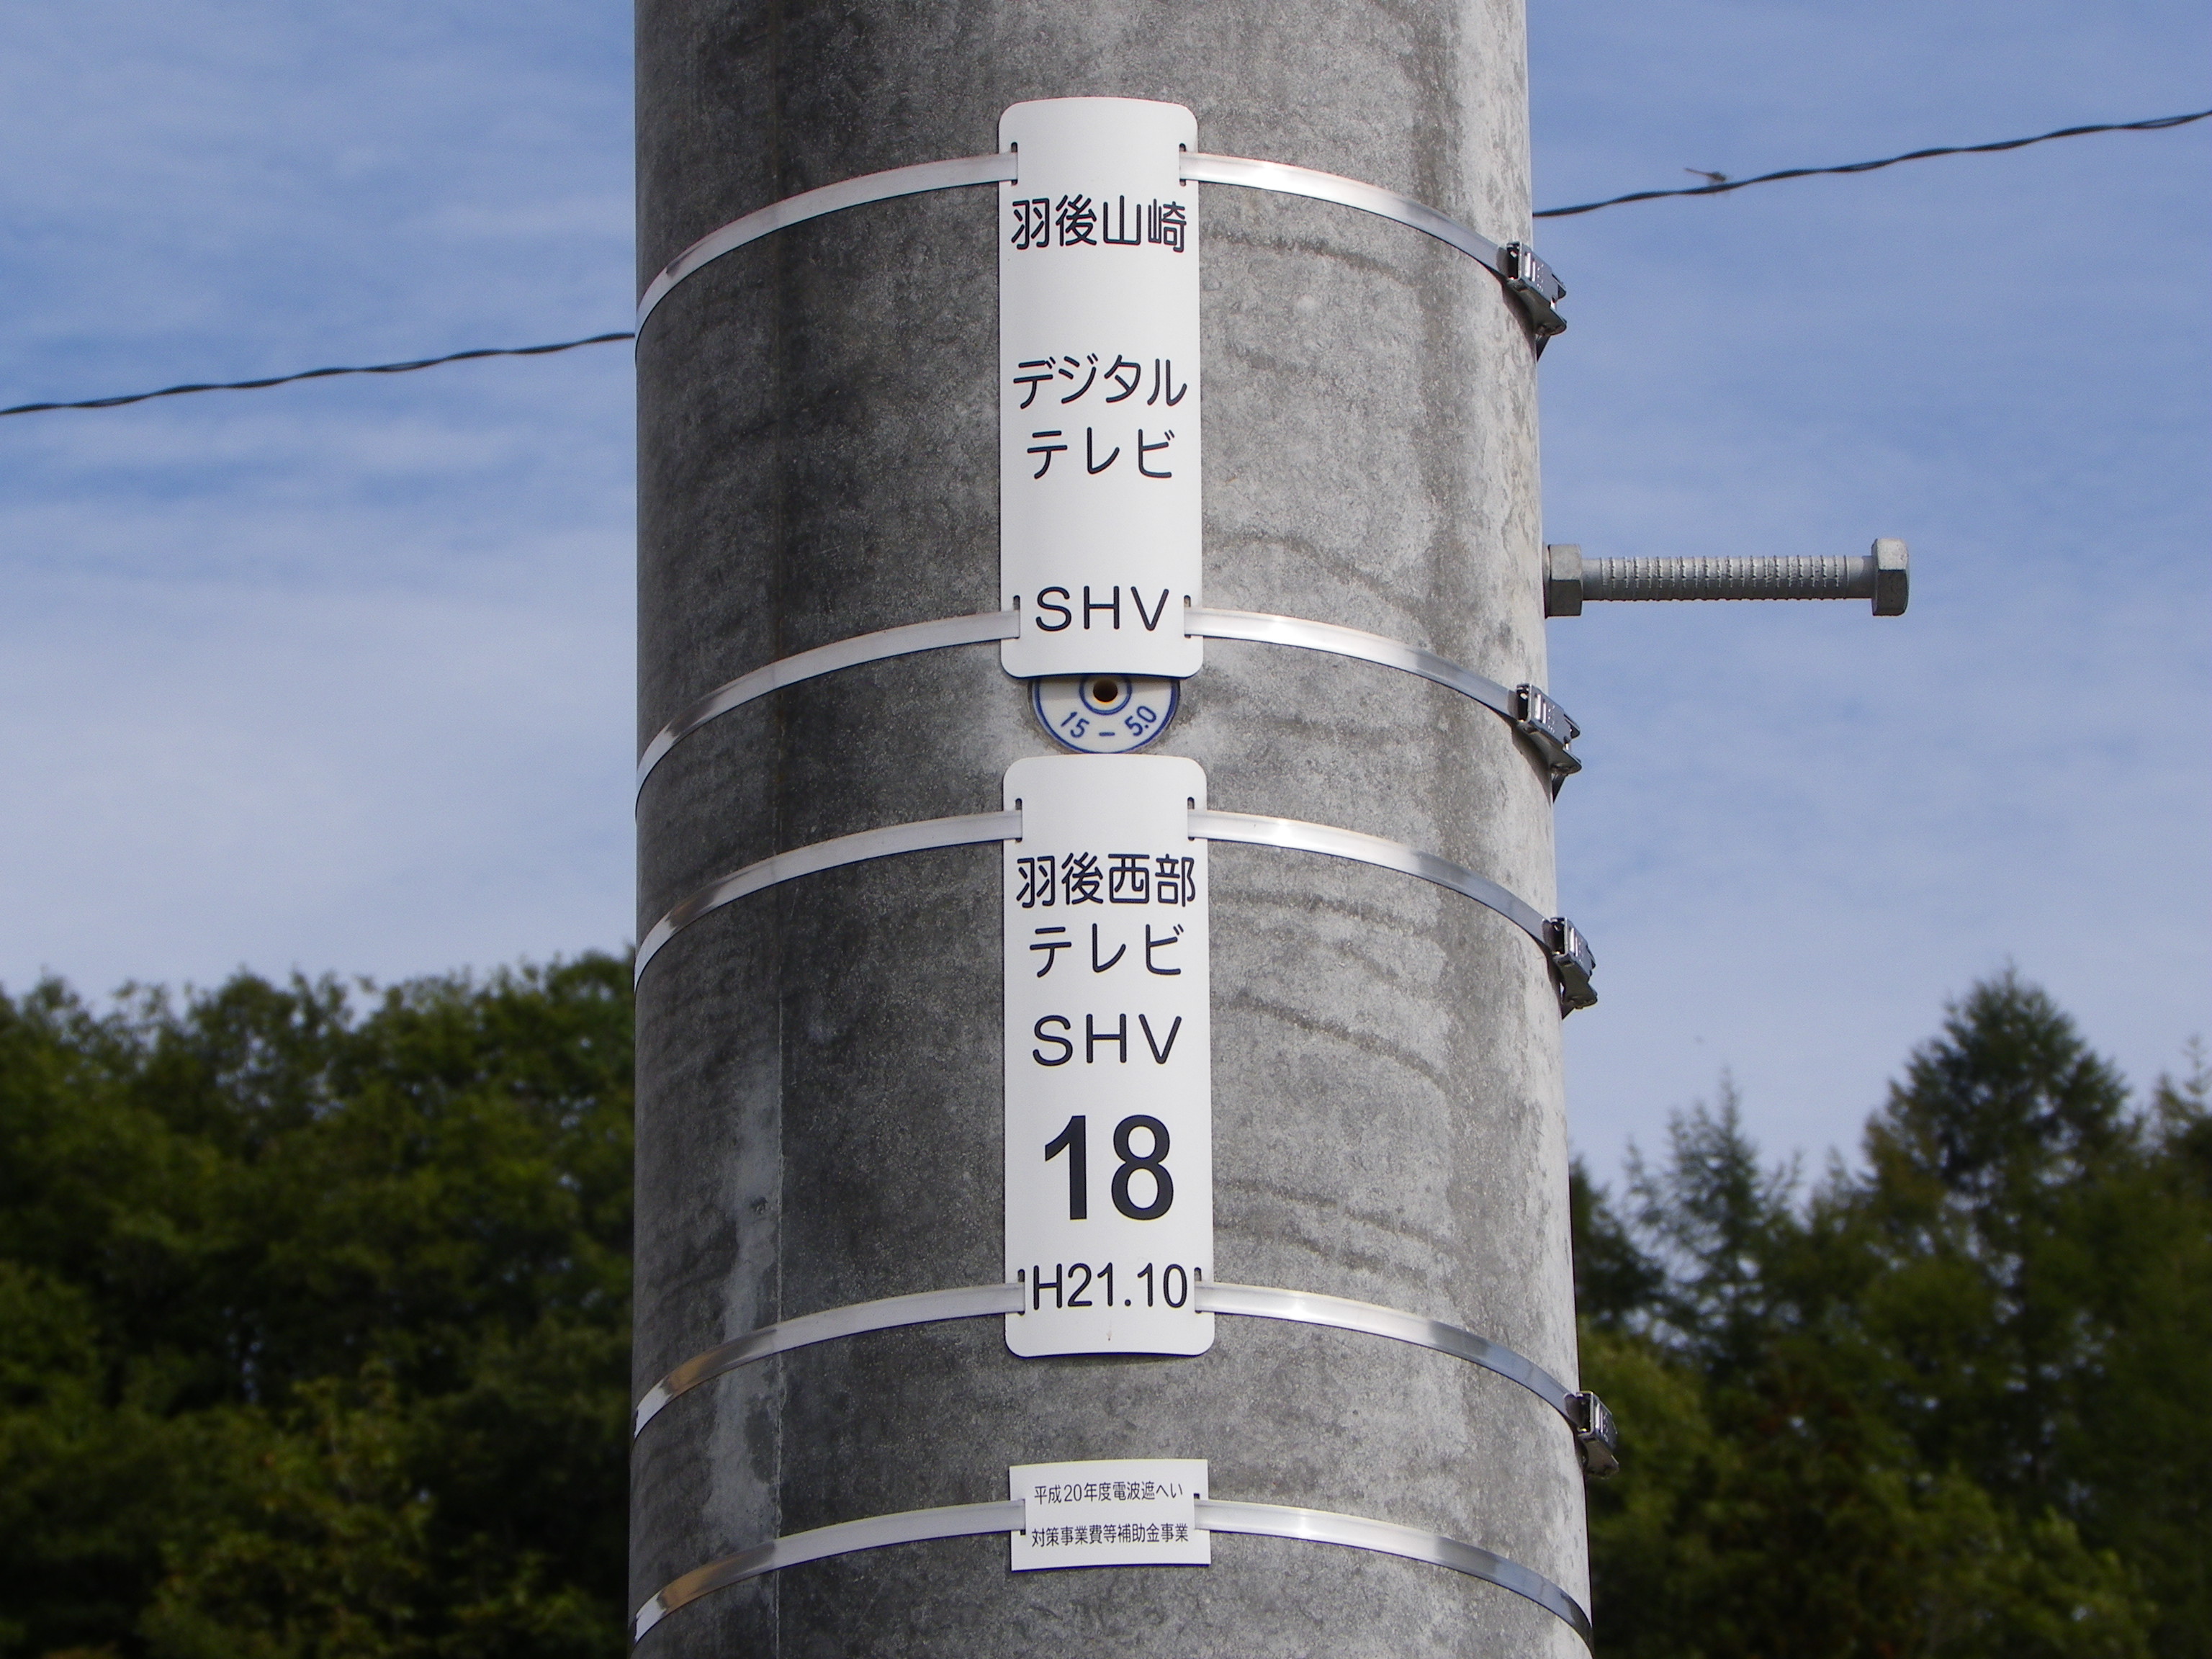 羽後山崎
デジタル
テレビ
SHV
15-5.0
羽後西部
テレビ
SHV
18
H21.10
平成20年度電波遮へい
対策事業費等補助金事業